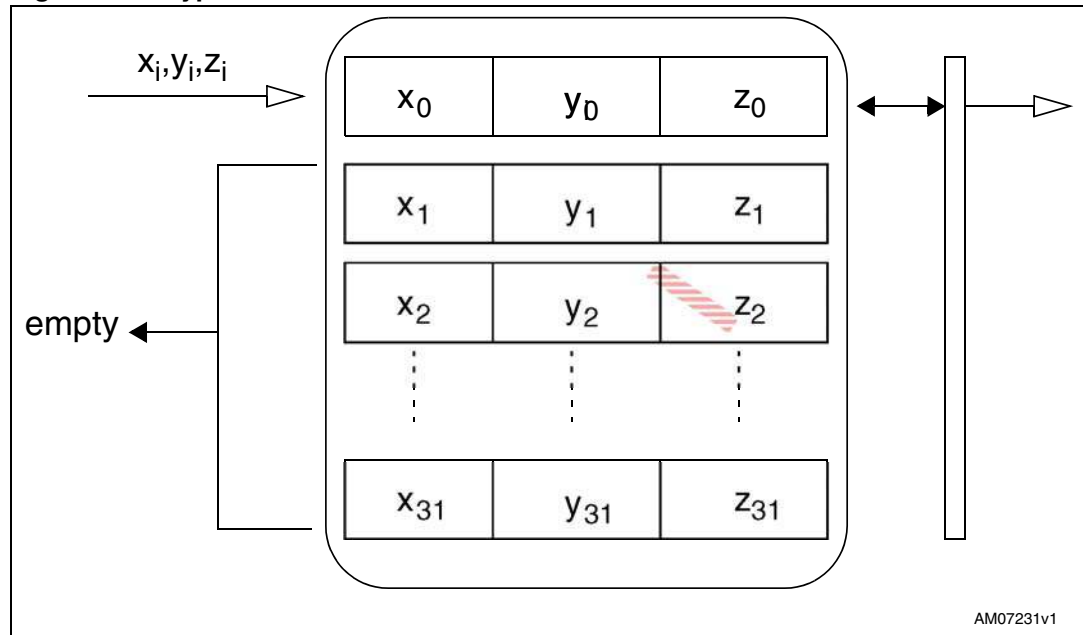 xᵢ,yᵢ,zᵢ
x₀ y₀ z₀
x₁ y₁ z₁
x₂ y₂ z₂
empty
x₃₁ y₃₁ z₃₁
AM07231v1